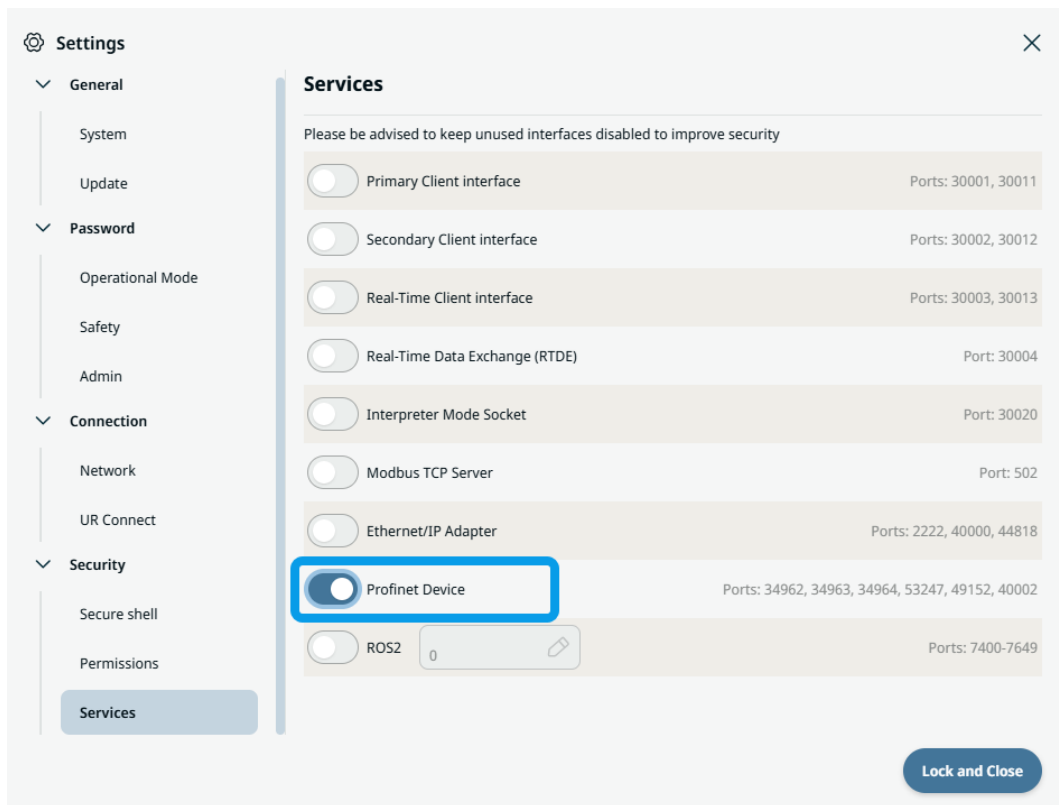 Settings
General
System
Update
Password
Operational Mode
Safety
Admin
Connection
Network
UR Connect
Security
Secure shell
Permissions
Services
Services
Please be advised to keep unused interfaces disabled to improve security
Primary Client interface Ports: 30001, 30011
Secondary Client interface Ports: 30002, 30012
Real-Time Client interface Ports: 30003, 30013
Real-Time Data Exchange (RTDE) Port: 30004
Interpreter Mode Socket Port: 30020
Modbus TCP Server Port: 502
Ethernet/IP Adapter Ports: 2222, 40000, 44818
Profinet Device Ports: 34962, 34963, 34964, 53247, 49152, 40002
ROS2 0 Ports: 7400-7649
Lock and Close